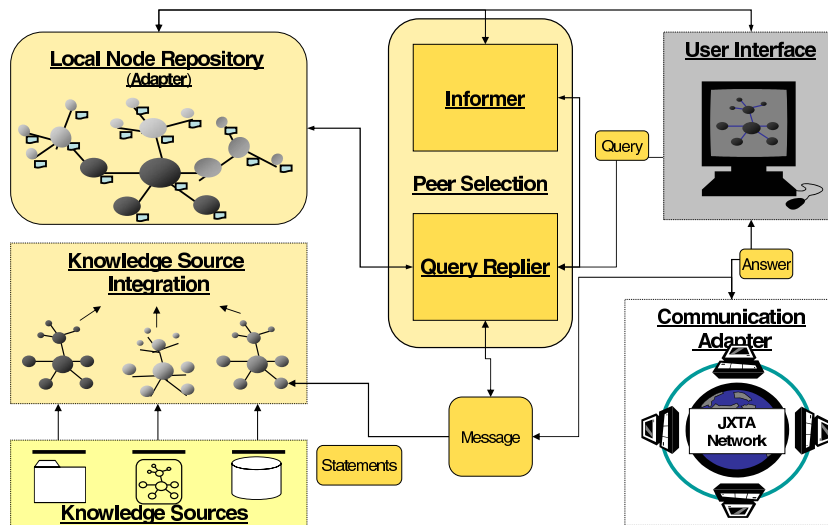 Local Node Repository
(Adapter)
Informer
Peer Selection
Query Replier
User Interface
Query
Answer
Knowledge Source
Integration
Communication
Adapter
JXTA
Network
Message
Statements
Knowledge Sources